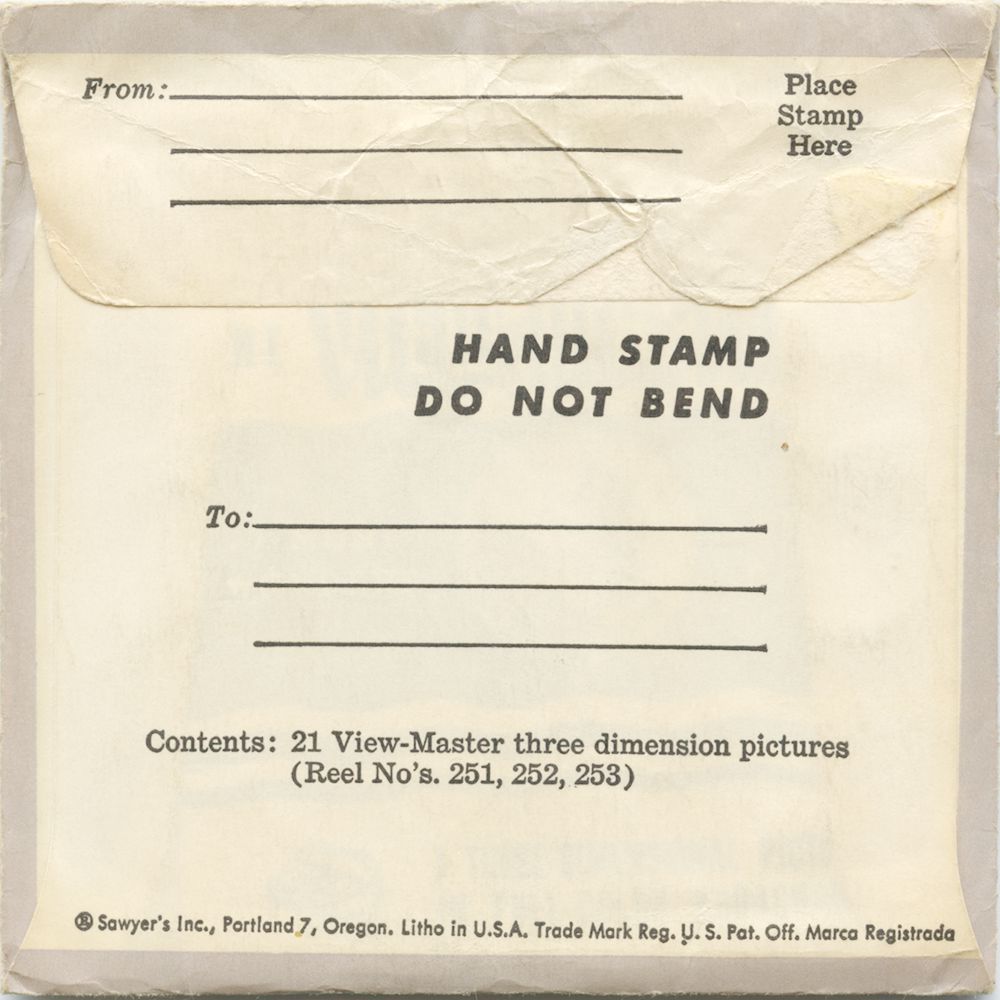 From:
Place
Stamp
Here
HAND STAMP
DO NOT BEND
To:
Contents: 21 View-Master three dimension pictures
(Reel No's. 251, 252, 253)
® Sawyer's Inc., Portland 7, Oregon. Litho in U.S.A. Trade Mark Reg. U. S. Pat. Off. Marca Registrada